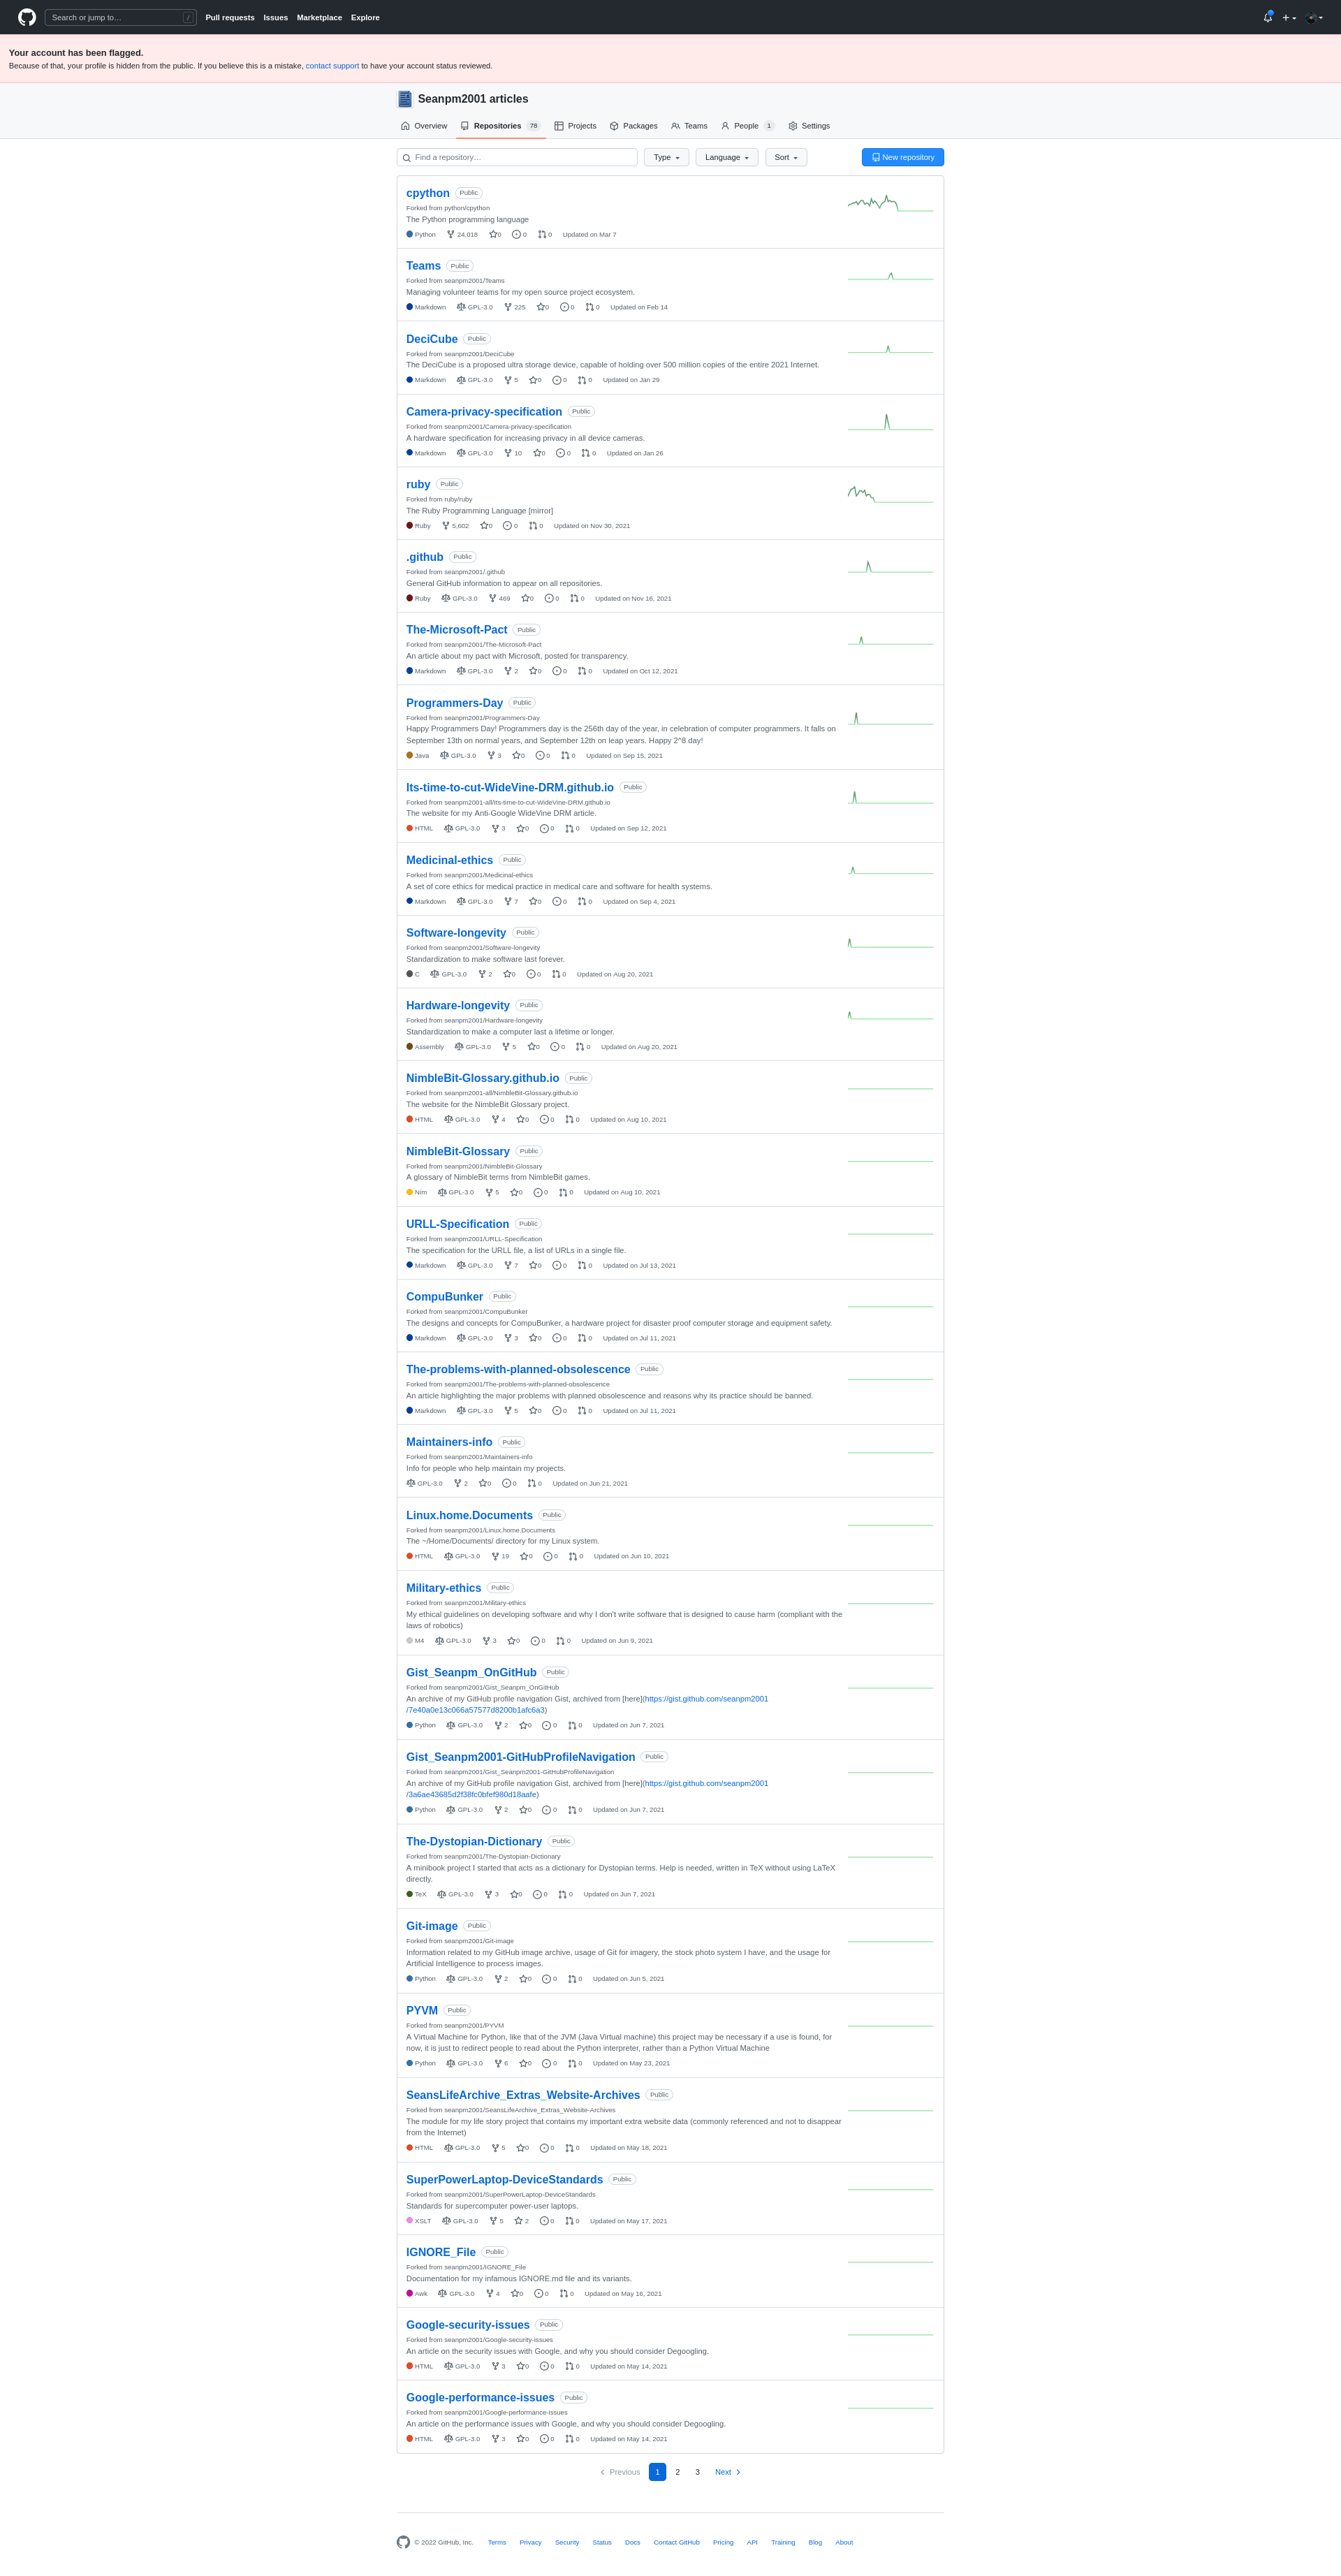 Search or jump to… /
Pull requests Issues Marketplace Explore
Your account has been flagged.
Because of that, your profile is hidden from the public. If you believe this is a mistake, contact support to have your account status reviewed.
Seanpm2001 articles
Overview Repositories 78 Projects Packages Teams People 1 Settings
Find a repository… Type Language Sort New repository
cpython Public
Forked from python/cpython
The Python programming language
Python 24,018 0 0 0 Updated on Mar 7
Teams Public
Forked from seanpm2001/Teams
Managing volunteer teams for my open source project ecosystem.
Markdown GPL-3.0 225 0 0 0 Updated on Feb 14
DeciCube Public
Forked from seanpm2001/DeciCube
The DeciCube is a proposed ultra storage device, capable of holding over 500 million copies of the entire 2021 Internet.
Markdown GPL-3.0 5 0 0 0 Updated on Jan 29
Camera-privacy-specification Public
Forked from seanpm2001/Camera-privacy-specification
A hardware specification for increasing privacy in all device cameras.
Markdown GPL-3.0 10 0 0 0 Updated on Jan 26
ruby Public
Forked from ruby/ruby
The Ruby Programming Language [mirror]
Ruby 5,602 0 0 0 Updated on Nov 30, 2021
.github Public
Forked from seanpm2001/.github
General GitHub information to appear on all repositories.
Ruby GPL-3.0 469 0 0 0 Updated on Nov 16, 2021
The-Microsoft-Pact Public
Forked from seanpm2001/The-Microsoft-Pact
An article about my pact with Microsoft, posted for transparency.
Markdown GPL-3.0 2 0 0 0 Updated on Oct 12, 2021
Programmers-Day Public
Forked from seanpm2001/Programmers-Day
Happy Programmers Day! Programmers day is the 256th day of the year, in celebration of computer programmers. It falls on
September 13th on normal years, and September 12th on leap years. Happy 2^8 day!
Java GPL-3.0 3 0 0 0 Updated on Sep 15, 2021
Its-time-to-cut-WideVine-DRM.github.io Public
Forked from seanpm2001-all/Its-time-to-cut-WideVine-DRM.github.io
The website for my Anti-Google WideVine DRM article.
HTML GPL-3.0 3 0 0 0 Updated on Sep 12, 2021
Medicinal-ethics Public
Forked from seanpm2001/Medicinal-ethics
A set of core ethics for medical practice in medical care and software for health systems.
Markdown GPL-3.0 7 0 0 0 Updated on Sep 4, 2021
Software-longevity Public
Forked from seanpm2001/Software-longevity
Standardization to make software last forever.
C GPL-3.0 2 0 0 0 Updated on Aug 20, 2021
Hardware-longevity Public
Forked from seanpm2001/Hardware-longevity
Standardization to make a computer last a lifetime or longer.
Assembly GPL-3.0 5 0 0 0 Updated on Aug 20, 2021
NimbleBit-Glossary.github.io Public
Forked from seanpm2001-all/NimbleBit-Glossary.github.io
The website for the NimbleBit Glossary project.
HTML GPL-3.0 4 0 0 0 Updated on Aug 10, 2021
NimbleBit-Glossary Public
Forked from seanpm2001/NimbleBit-Glossary
A glossary of NimbleBit terms from NimbleBit games.
Nim GPL-3.0 5 0 0 0 Updated on Aug 10, 2021
URLL-Specification Public
Forked from seanpm2001/URLL-Specification
The specification for the URLL file, a list of URLs in a single file.
Markdown GPL-3.0 7 0 0 0 Updated on Jul 13, 2021
CompuBunker Public
Forked from seanpm2001/CompuBunker
The designs and concepts for CompuBunker, a hardware project for disaster proof computer storage and equipment safety.
Markdown GPL-3.0 3 0 0 0 Updated on Jul 11, 2021
The-problems-with-planned-obsolescence Public
Forked from seanpm2001/The-problems-with-planned-obsolescence
An article highlighting the major problems with planned obsolescence and reasons why its practice should be banned.
Markdown GPL-3.0 5 0 0 0 Updated on Jul 11, 2021
Maintainers-info Public
Forked from seanpm2001/Maintainers-info
Info for people who help maintain my projects.
GPL-3.0 2 0 0 0 Updated on Jun 21, 2021
Linux.home.Documents Public
Forked from seanpm2001/Linux.home.Documents
The ~/Home/Documents/ directory for my Linux system.
HTML GPL-3.0 19 0 0 0 Updated on Jun 10, 2021
Military-ethics Public
Forked from seanpm2001/Military-ethics
My ethical guidelines on developing software and why I don't write software that is designed to cause harm (compliant with the
laws of robotics)
M4 GPL-3.0 3 0 0 0 Updated on Jun 9, 2021
Gist_Seanpm_OnGitHub Public
Forked from seanpm2001/Gist_Seanpm_OnGitHub
An archive of my GitHub profile navigation Gist, archived from [here](https://gist.github.com/seanpm2001
/7e40a0e13c066a57577d8200b1afc6a3)
Python GPL-3.0 2 0 0 0 Updated on Jun 7, 2021
Gist_Seanpm2001-GitHubProfileNavigation Public
Forked from seanpm2001/Gist_Seanpm2001-GitHubProfileNavigation
An archive of my GitHub profile navigation Gist, archived from [here](https://gist.github.com/seanpm2001
/3a6ae43685d2f38fc0bfef980d18aafe)
Python GPL-3.0 2 0 0 0 Updated on Jun 7, 2021
The-Dystopian-Dictionary Public
Forked from seanpm2001/The-Dystopian-Dictionary
A minibook project I started that acts as a dictionary for Dystopian terms. Help is needed, written in TeX without using LaTeX
directly.
TeX GPL-3.0 3 0 0 0 Updated on Jun 7, 2021
Git-image Public
Forked from seanpm2001/Git-image
Information related to my GitHub image archive, usage of Git for imagery, the stock photo system I have, and the usage for
Artificial Intelligence to process images.
Python GPL-3.0 2 0 0 0 Updated on Jun 5, 2021
PYVM Public
Forked from seanpm2001/PYVM
A Virtual Machine for Python, like that of the JVM (Java Virtual machine) this project may be necessary if a use is found, for
now, it is just to redirect people to read about the Python interpreter, rather than a Python Virtual Machine
Python GPL-3.0 6 0 0 0 Updated on May 23, 2021
SeansLifeArchive_Extras_Website-Archives Public
Forked from seanpm2001/SeansLifeArchive_Extras_Website-Archives
The module for my life story project that contains my important extra website data (commonly referenced and not to disappear
from the Internet)
HTML GPL-3.0 5 0 0 0 Updated on May 18, 2021
SuperPowerLaptop-DeviceStandards Public
Forked from seanpm2001/SuperPowerLaptop-DeviceStandards
Standards for supercomputer power-user laptops.
XSLT GPL-3.0 5 2 0 0 Updated on May 17, 2021
IGNORE_File Public
Forked from seanpm2001/IGNORE_File
Documentation for my infamous IGNORE.md file and its variants.
Awk GPL-3.0 4 0 0 0 Updated on May 16, 2021
Google-security-issues Public
Forked from seanpm2001/Google-security-issues
An article on the security issues with Google, and why you should consider Degoogling.
HTML GPL-3.0 3 0 0 0 Updated on May 14, 2021
Google-performance-issues Public
Forked from seanpm2001/Google-performance-issues
An article on the performance issues with Google, and why you should consider Degoogling.
HTML GPL-3.0 3 0 0 0 Updated on May 14, 2021
Previous 1 2 3 Next
© 2022 GitHub, Inc. Terms Privacy Security Status Docs Contact GitHub Pricing API Training Blog About